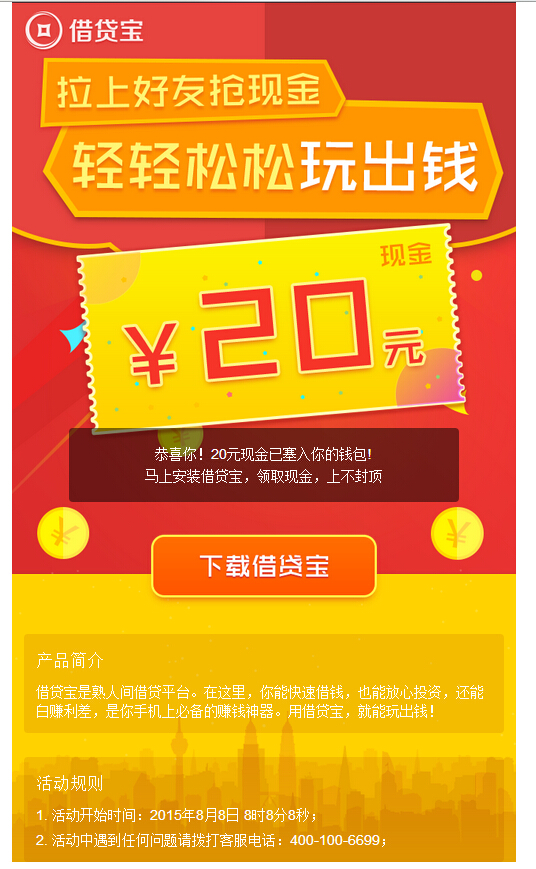 借贷宝
拉上好友抢现金
轻轻松松玩出钱
现金
¥20元
恭喜你！20元现金已塞入你的钱包!
马上安装借贷宝，领取现金，上不封顶
下载借贷宝
产品简介
借贷宝是熟人间借贷平台。在这里，你能快速借钱，也能放心投资，还能
白赚利差，是你手机上必备的赚钱神器。用借贷宝，就能玩出钱！
活动规则
1. 活动开始时间：2015年8月8日 8时8分8秒；
2. 活动中遇到任何问题请拨打客服电话：400-100-6699；